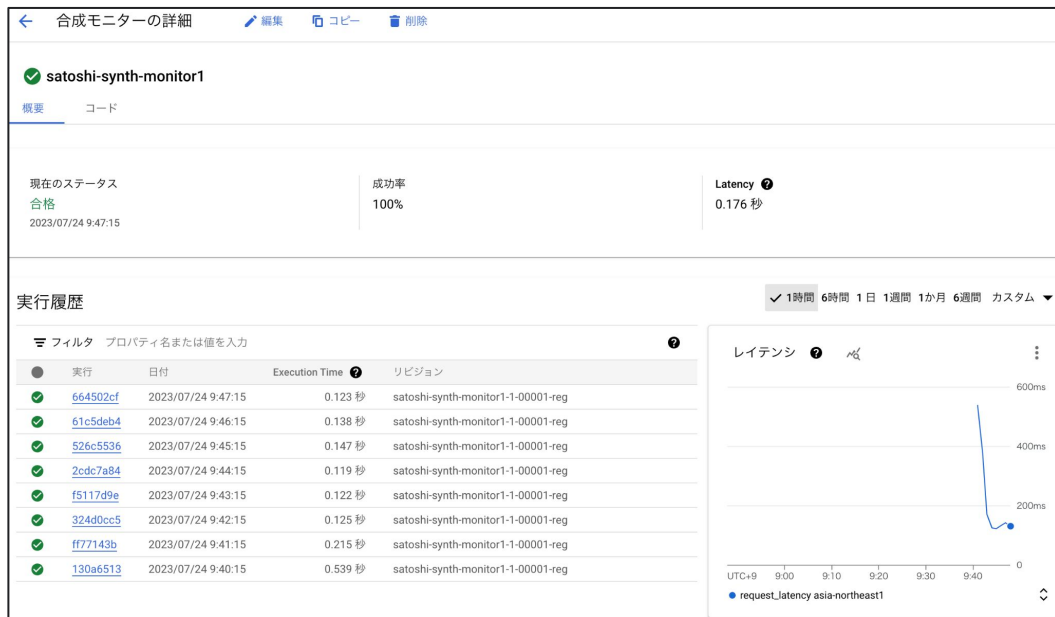 合成モニターの詳細 編集 コピー 削除
satoshi-synth-monitor1
概要 コード
現在のステータス
合格
2023/07/24 9:47:15
成功率
100%
Latency
0.176 秒
実行履歴
1時間 6時間 1日 1週間 1か月 6週間 カスタム
フィルタ プロパティ名または値を入力
実行 日付 Execution Time リビジョン
664502cf 2023/07/24 9:47:15 0.123 秒 satoshi-synth-monitor1-1-00001-reg
61c5deb4 2023/07/24 9:46:15 0.138 秒 satoshi-synth-monitor1-1-00001-reg
526c5536 2023/07/24 9:45:15 0.147 秒 satoshi-synth-monitor1-1-00001-reg
2cdc7a84 2023/07/24 9:44:15 0.119 秒 satoshi-synth-monitor1-1-00001-reg
f5117d9e 2023/07/24 9:43:15 0.122 秒 satoshi-synth-monitor1-1-00001-reg
324d0cc5 2023/07/24 9:42:15 0.125 秒 satoshi-synth-monitor1-1-00001-reg
ff77143b 2023/07/24 9:41:15 0.215 秒 satoshi-synth-monitor1-1-00001-reg
130a6513 2023/07/24 9:40:15 0.539 秒 satoshi-synth-monitor1-1-00001-reg
レイテンシ
600ms
400ms
200ms
0
UTC+9 9:00 9:10 9:20 9:30 9:40
request_latency asia-northeast1